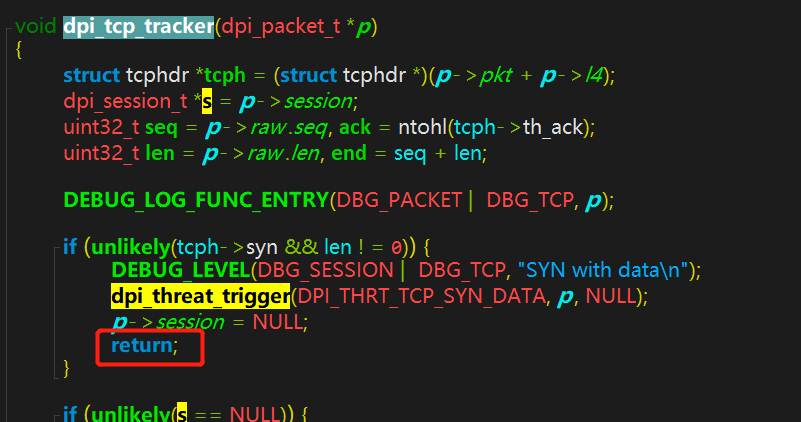 void dpi_tcp_tracker(dpi_packet_t *p)
{
struct tcphdr *tcph = (struct tcphdr *)(p->pkt + p->l4);
dpi_session_t *s = p->session;
uint32_t seq = p->raw.seq, ack = ntohl(tcph->th_ack);
uint32_t len = p->raw.len, end = seq + len;
DEBUG_LOG_FUNC_ENTRY(DBG_PACKET | DBG_TCP, p);
if (unlikely(tcph->syn && len != 0)) {
DEBUG_LEVEL(DBG_SESSION | DBG_TCP, "SYN with data\n");
dpi_threat_trigger(DPI_THRT_TCP_SYN_DATA, p, NULL);
p->session = NULL;
return;
}
if (unlikely(s == NULL)) {